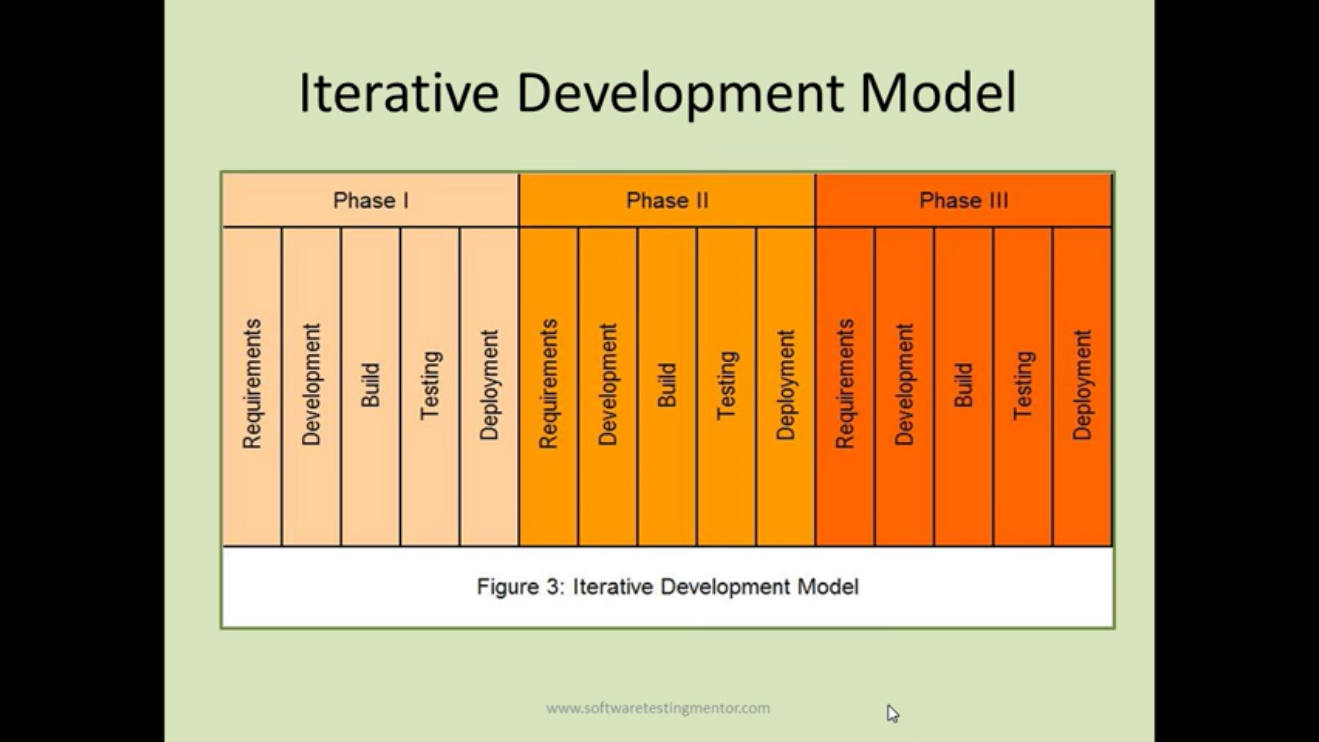 Iterative Development Model
Phase I
Phase II
Phase III
Requirements
Development
Build
Testing
Deployment
Requirements
Development
Build
Testing
Deployment
Requirements
Development
Build
Testing
Deployment
Figure 3: Iterative Development Model
www.softwaretestingmentor.com